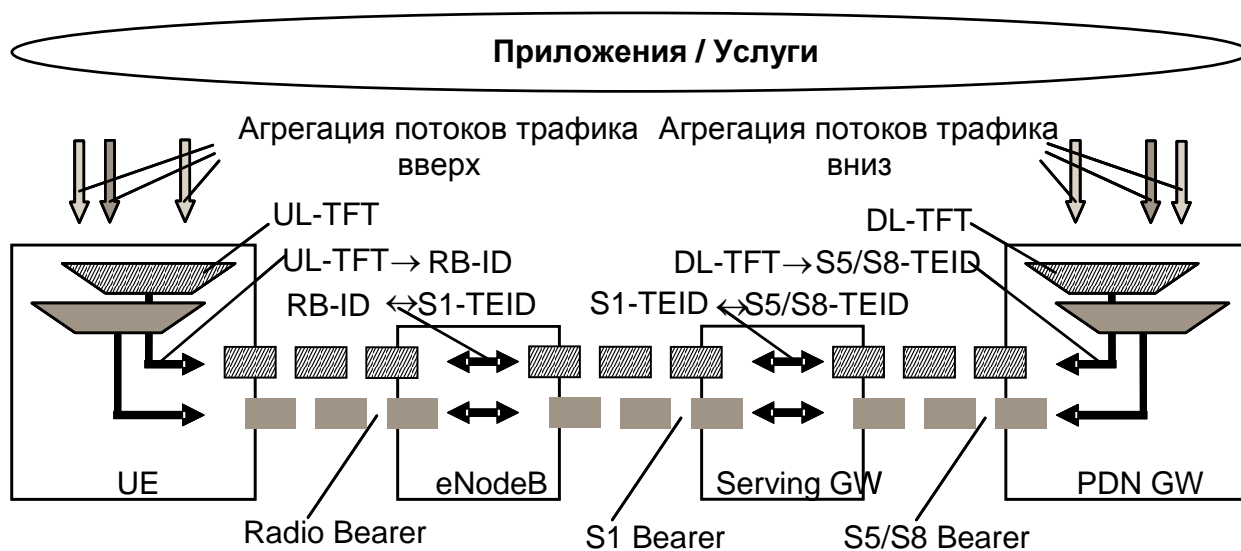 Приложения / Услуги
Агрегация потоков трафика
вверх
Агрегация потоков трафика
вниз
UL-TFT
DL-TFT
UL-TFT→ RB-ID
DL-TFT→S5/S8-TEID
RB-ID ↔S1-TEID
S1-TEID ↔S5/S8-TEID
UE
eNodeB
Serving GW
PDN GW
Radio Bearer
S1 Bearer
S5/S8 Bearer